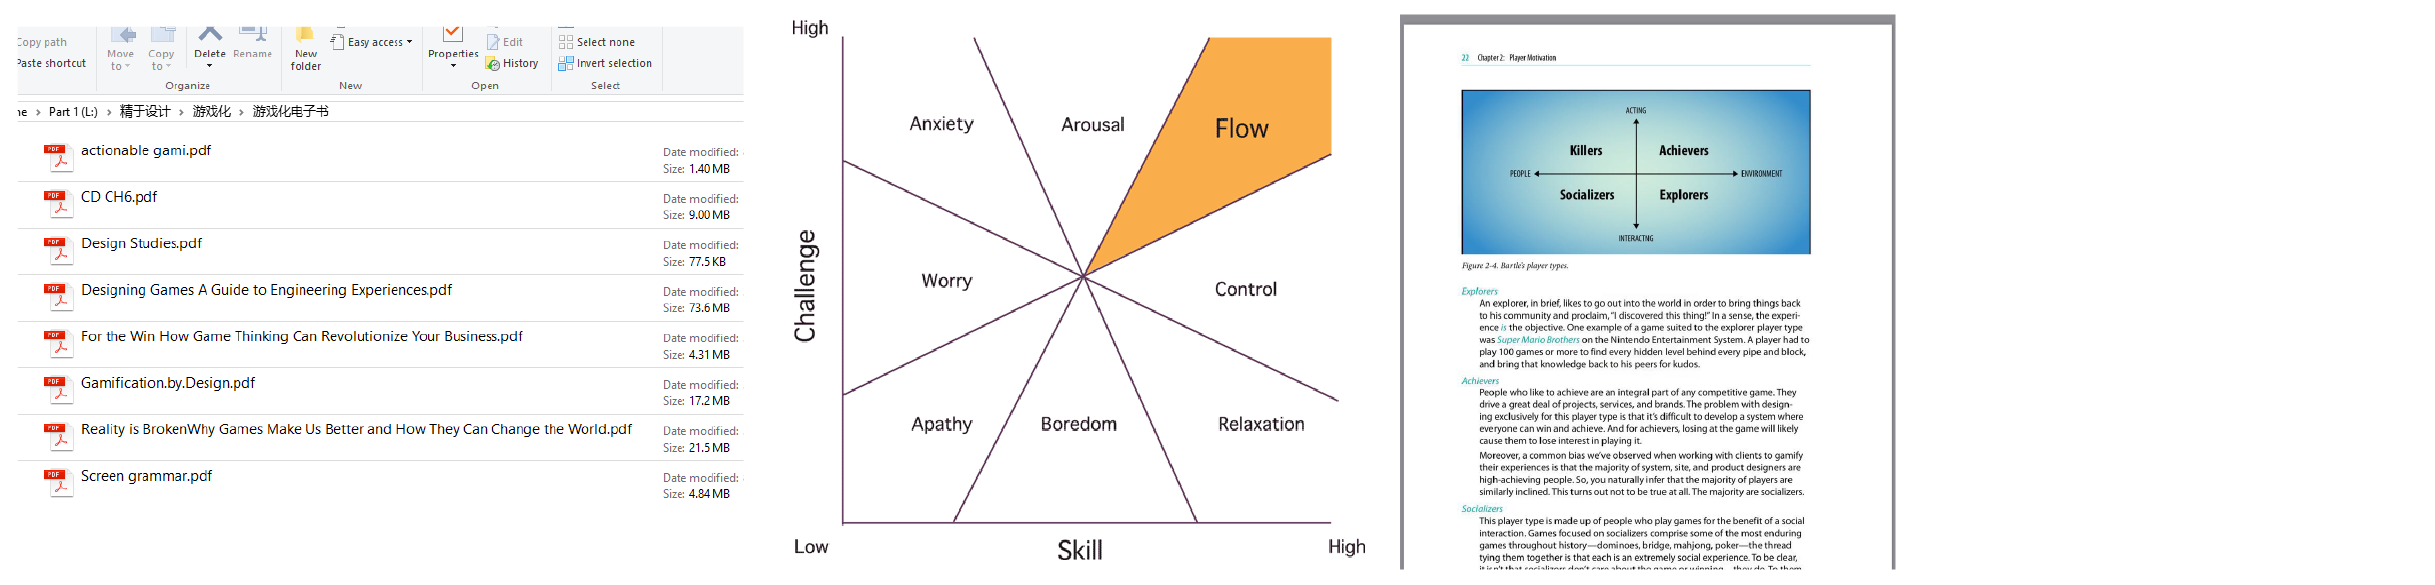 Copy path
Paste shortcut
Move
to
Copy
to
Delete
Rename
New
folder
Easy access
Properties
Edit
History
Select none
Invert selection
Organize
New
Open
Select
Part 1 (L:) > 精于设计 > 游戏化 > 游戏化电子书
actionable gami.pdf
Date modified:
Size: 1.40 MB
CD CH6.pdf
Date modified:
Size: 9.00 MB
Design Studies.pdf
Date modified:
Size: 77.5 KB
Designing Games A Guide to Engineering Experiences.pdf
Date modified:
Size: 73.6 MB
For the Win How Game Thinking Can Revolutionize Your Business.pdf
Date modified:
Size: 4.31 MB
Gamification.by.Design.pdf
Date modified:
Size: 17.2 MB
Reality is BrokenWhy Games Make Us Better and How They Can Change the World.pdf
Date modified:
Size: 21.5 MB
Screen grammar.pdf
Date modified:
Size: 4.84 MB
High
Anxiety
Arousal
Flow
Challenge
Worry
Control
Apathy
Boredom
Relaxation
Low
Skill
High
22 Chapter 2: Player Motivation
ACTING
Killers
Achievers
PEOPLE
ENVIRONMENT
Socializers
Explorers
INTERACTNG
Figure 2-4. Bartle's player types.
Explorers
An explorer, in brief, likes to go out into the world in order to bring things back
to his community and proclaim, "I discovered this thing!" In a sense, the experi-
ence is the objective. One example of a game suited to the explorer player type
was Super Mario Brothers on the Nintendo Entertainment System. A player had to
play 100 games or more to find every hidden level behind every pipe and block,
and bring that knowledge back to his peers for kudos.
Achievers
People who like to achieve are an integral part of any competitive game. They
drive a great deal of projects, services, and brands. The problem with design-
ing exclusively for this player type is that it's difficult to develop a system where
everyone can win and achieve. And for achievers, losing at the game will likely
cause them to lose interest in playing it.
Moreover, a common bias we've observed when working with clients to gamify
their experiences is that the majority of system, site, and product designers are
high-achieving people. So, you naturally infer that the majority of players are
similarly inclined. This turns out not to be true at all. The majority are socializers.
Socializers
This player type is made up of people who play games for the benefit of a social
interaction. Games focused on socializers comprise some of the most enduring
games throughout history—dominoes, bridge, mahjong, poker—the thread
tying them together is that each is an extremely social experience. To be clear,
it isn't that socializers don't care about the game or winning—they do. To them,